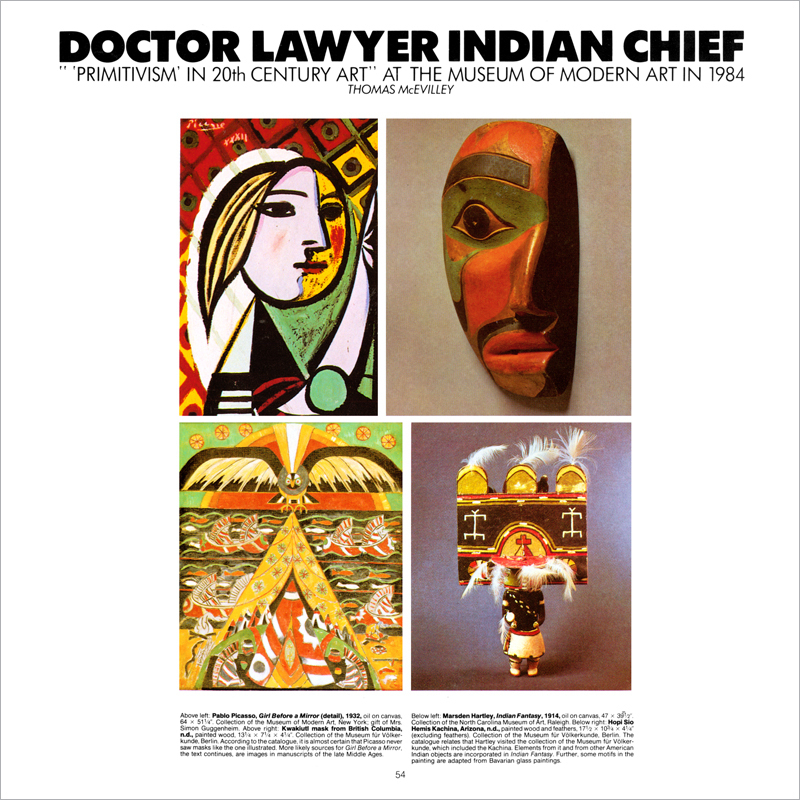 DOCTOR LAWYER INDIAN CHIEF
" 'PRIMITIVISM' IN 20th CENTURY ART" AT THE MUSEUM OF MODERN ART IN 1984
THOMAS McEVILLEY
Picasso
XXXII
Above left: Pablo Picasso, Girl Before a Mirror (detail), 1932, oil on canvas,
64 × 51¼". Collection of the Museum of Modern Art, New York; gift of Mrs.
Simon Guggenheim. Above right: Kwakiutl mask from British Columbia,
n.d., painted wood, 13¼ × 7¼ × 4¼". Collection of the Museum für Völker-
kunde, Berlin. According to the catalogue, it is almost certain that Picasso never
saw masks like the one illustrated. More likely sources for Girl Before a Mirror,
the text continues, are images in manuscripts of the late Middle Ages.
Below left: Marsden Hartley, Indian Fantasy, 1914, oil on canvas, 47 ×
Collection of the North Carolina Museum of Art, Raleigh. Below right: Hopi Sio
Hemis Kachina, Arizona, n.d., painted wood and feathers, 17½ ×
(excluding feathers). Collection of the Museum für Völkerkunde, Berlin. The
catalogue relates that Hartley visited the collection of the Museum für Völker-
kunde, which included the Kachina. Elements from it and from other American
Indian objects are incorporated in Indian Fantasy. Further, some motifs in the
painting are adapted from Bavarian glass paintings.
54